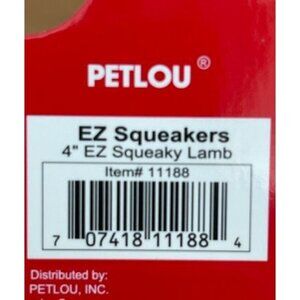 PETLOU®
EZ Squeakers
4" EZ Squeaky Lamb
Item# 11188
7 07418 11188 4
Distributed by:
PETLOU, INC.